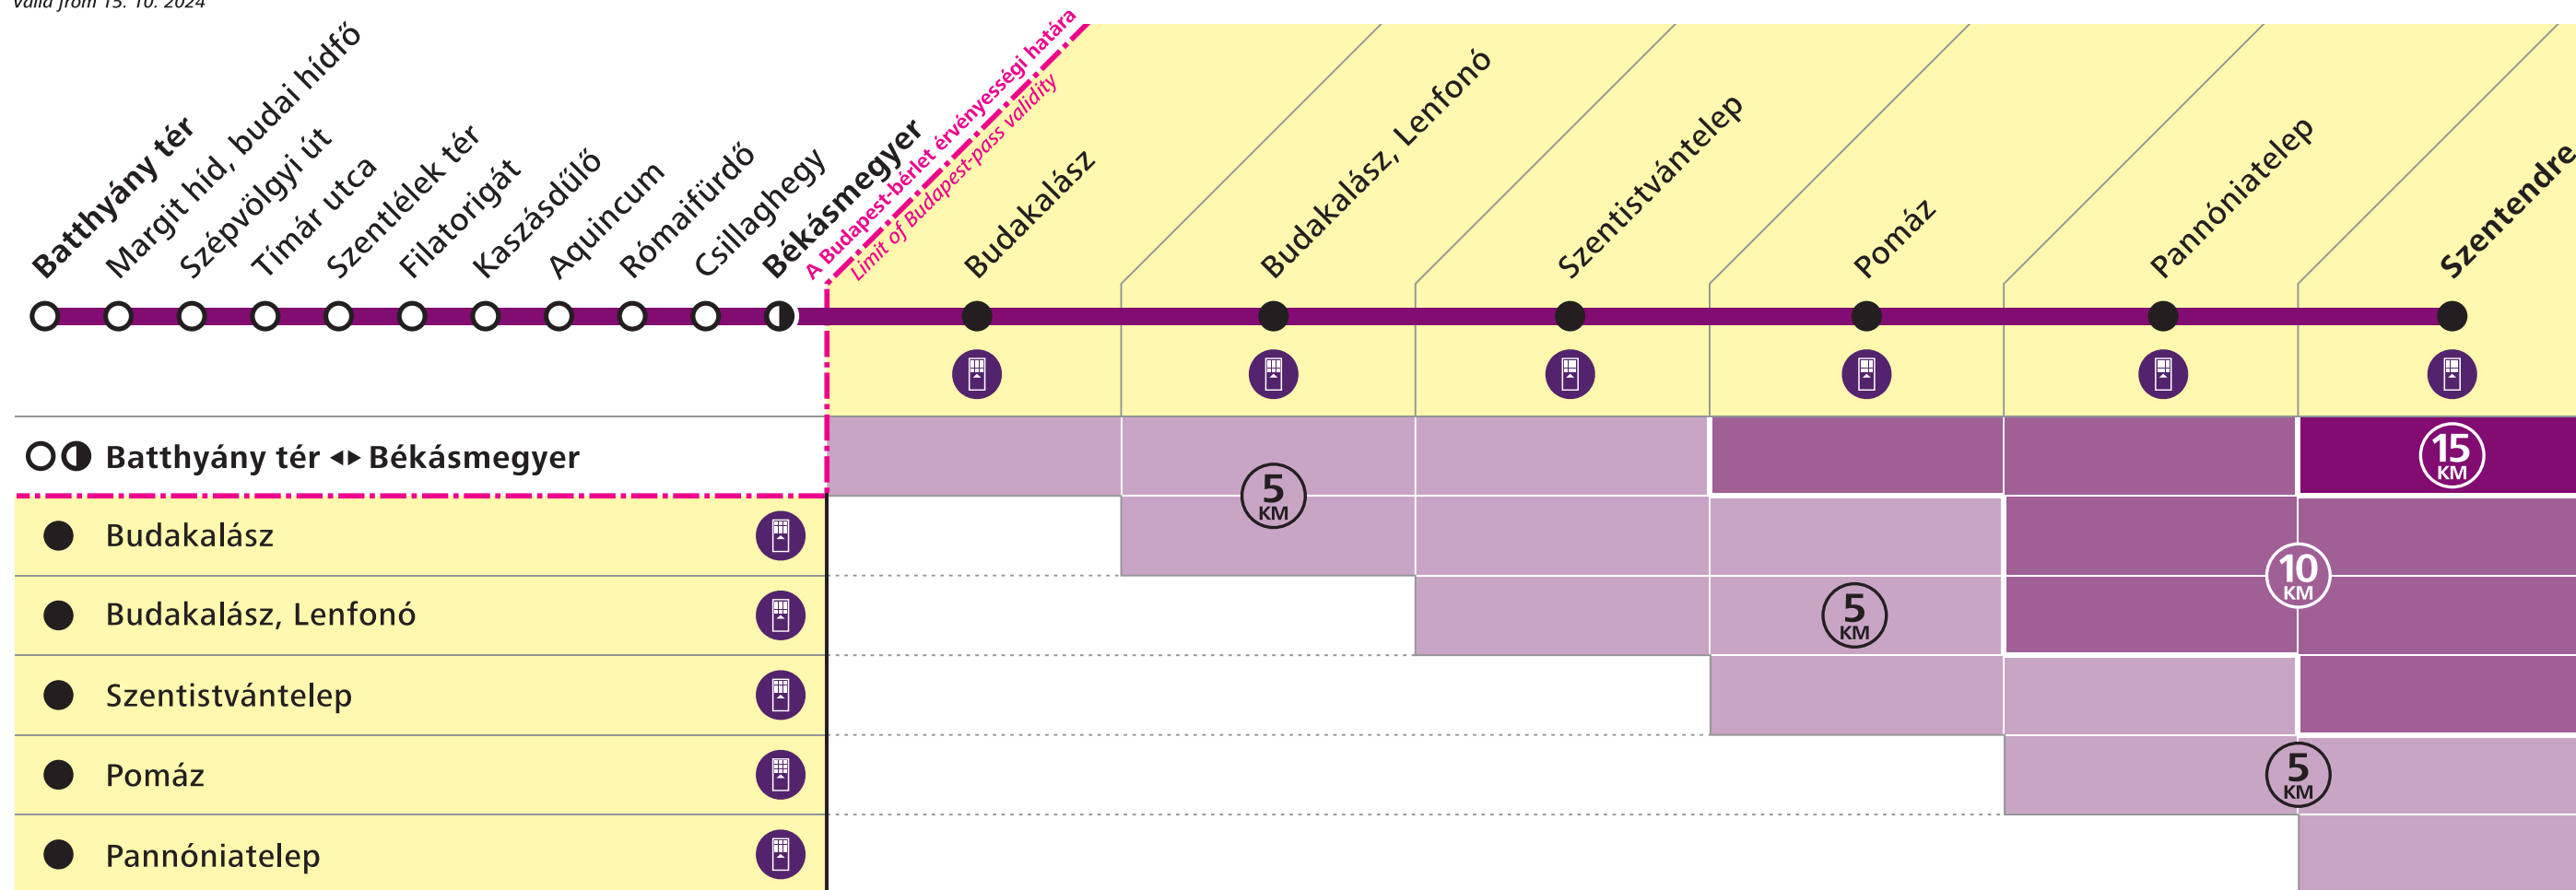 Valid from 15. 10. 2024
Batthyány tér
Margit híd, budai hídfő
Szépvölgyi út
Tímár utca
Szentlélek tér
Filatorigát
Kaszásdűlő
Aquincum
Rómaifürdő
Csillaghegy
Békásmegyer
A Budapest-bérlet érvényességi határa
Limit of Budapest-pass validity
Budakalász
Budakalász, Lenfonó
Szentistvántelep
Pomáz
Pannóniatelep
Szentendre
Batthyány tér ◂▸ Békásmegyer
15
KM
5
KM
Budakalász
10
KM
Budakalász, Lenfonó
5
KM
Szentistvántelep
Pomáz
5
KM
Pannóniatelep